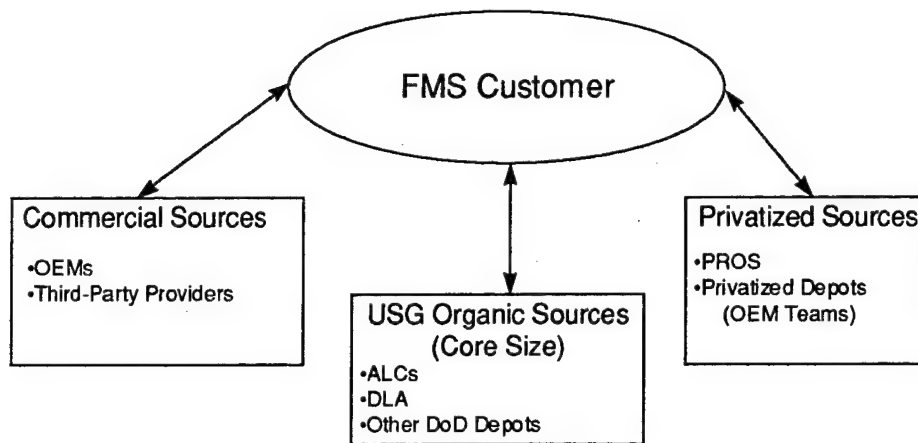 FMS Customer
Commercial Sources
•OEMs
•Third-Party Providers
USG Organic Sources
(Core Size)
•ALCs
•DLA
•Other DoD Depots
Privatized Sources
•PROS
•Privatized Depots
(OEM Teams)